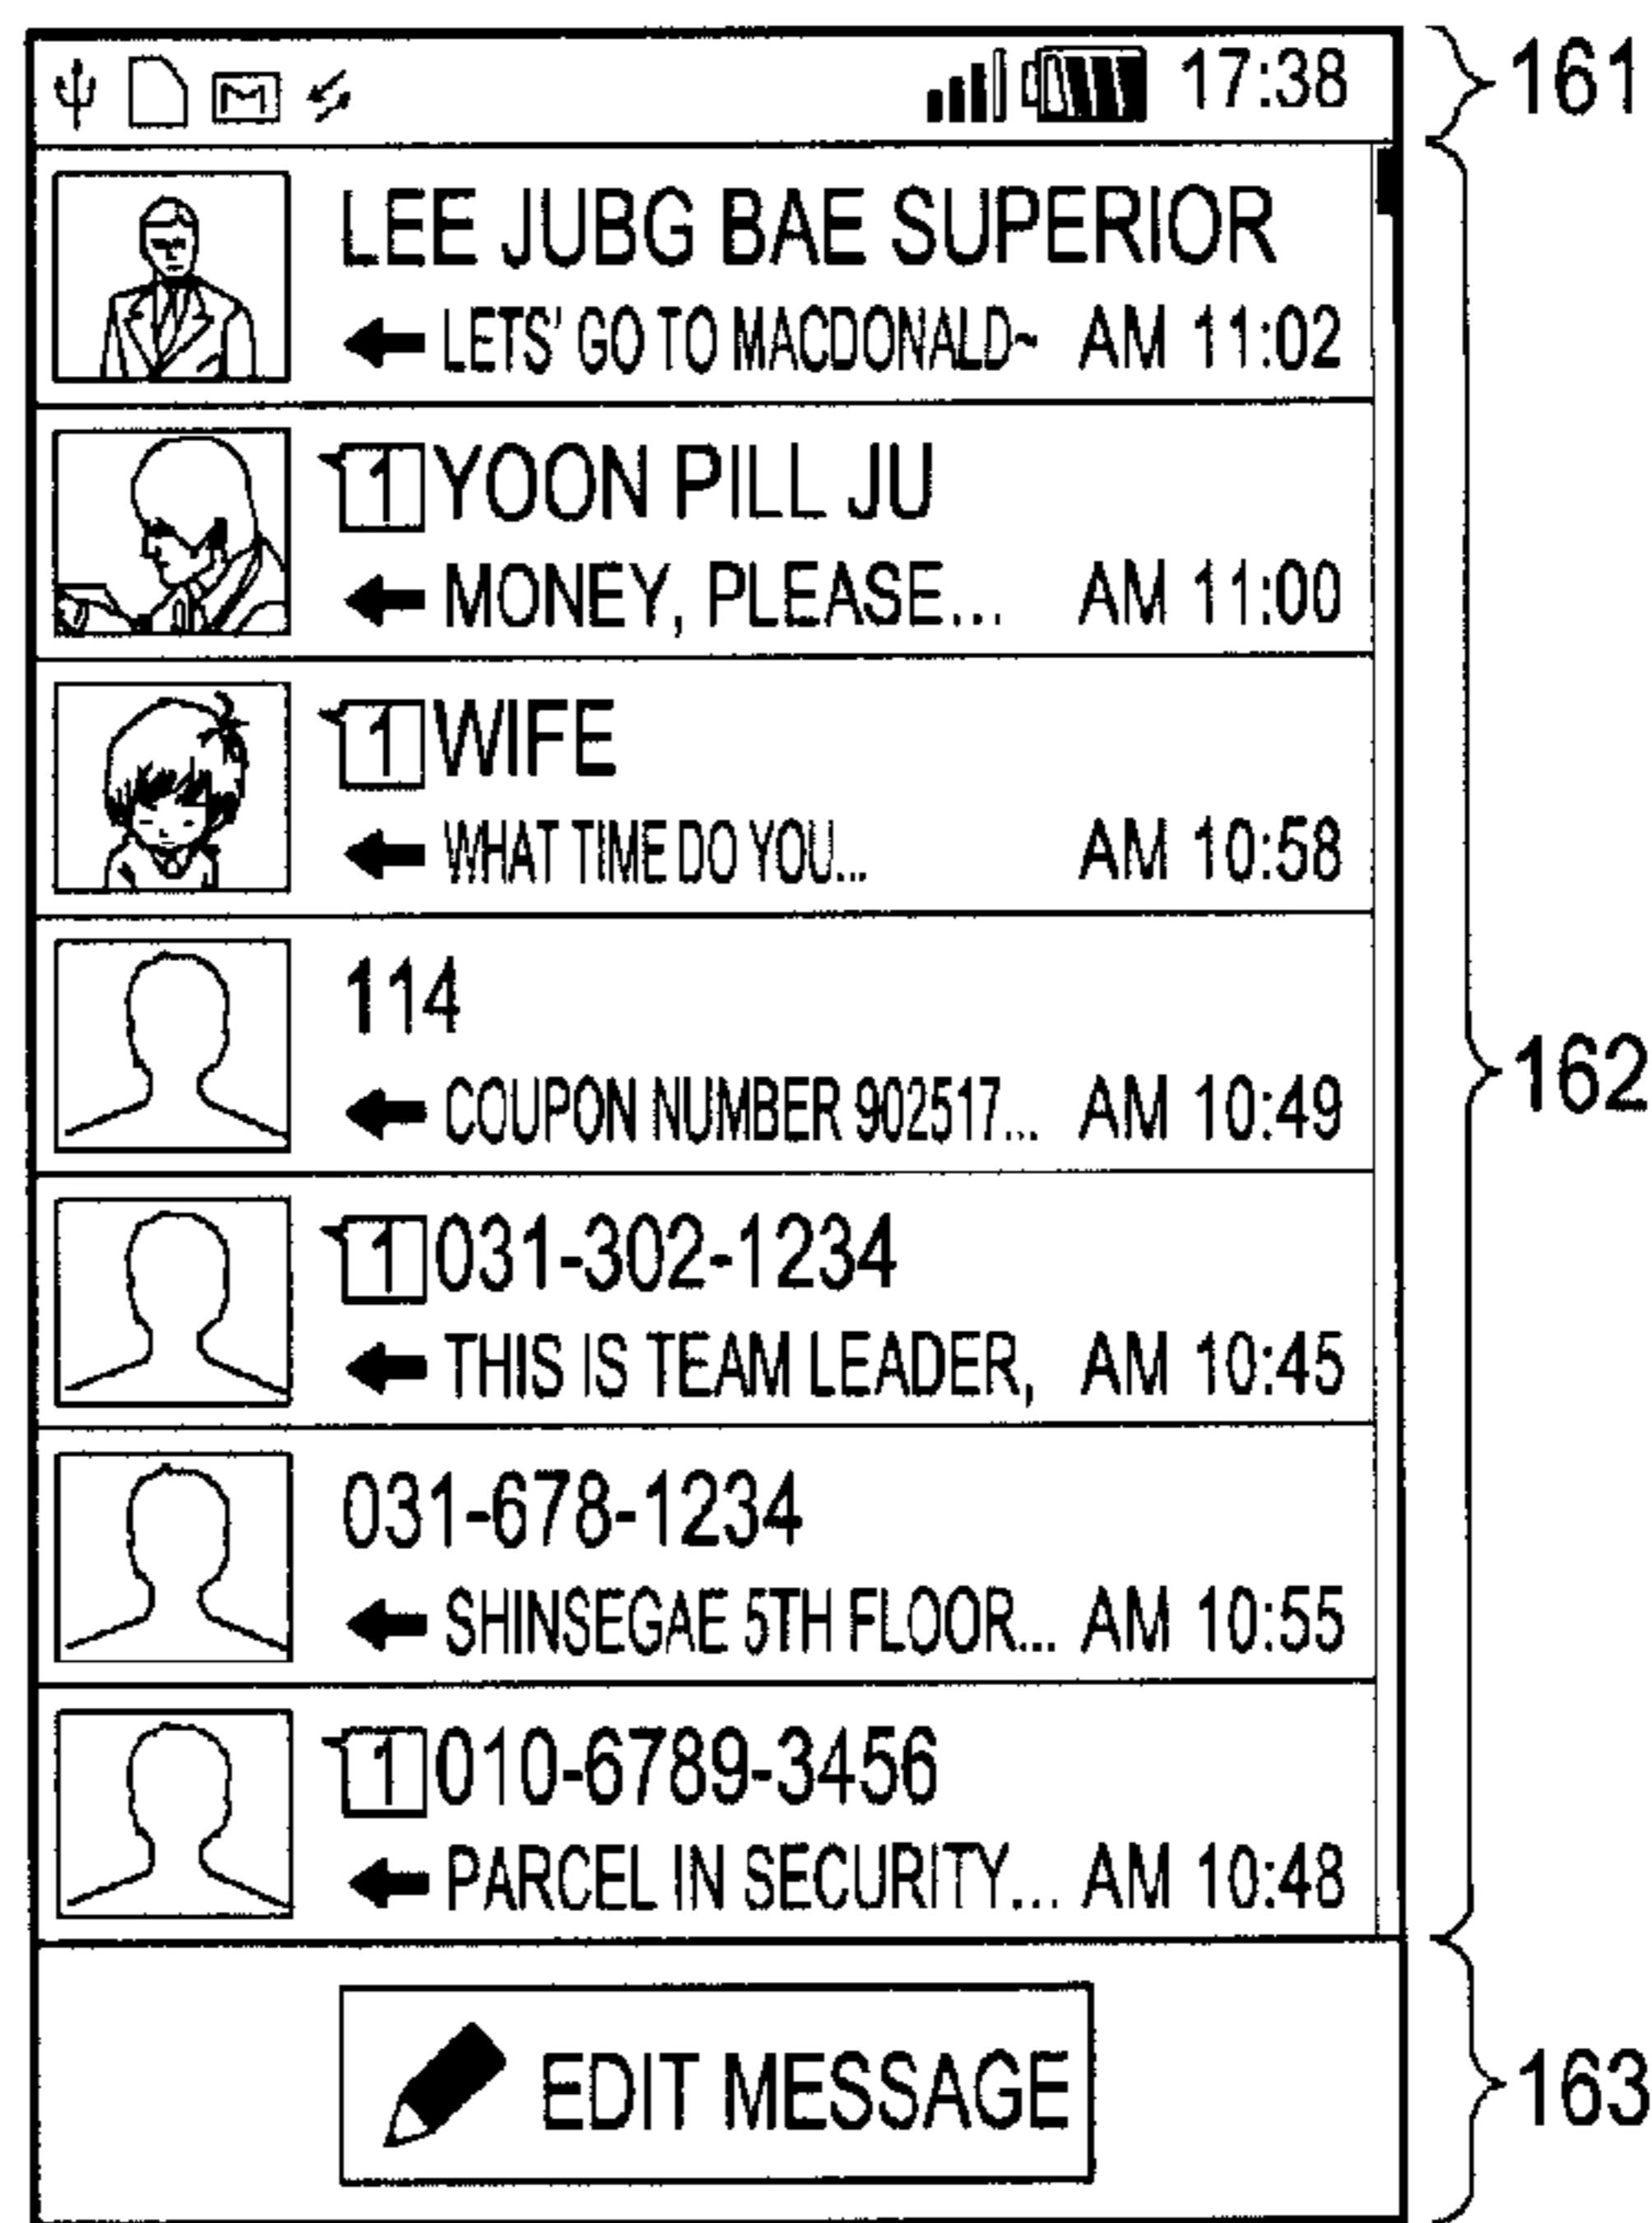 17:38 161
LEE JUBG BAE SUPERIOR
LETS' GO TO MACDONALD~ AM 11:02
1 YOON PILL JU
MONEY, PLEASE... AM 11:00
1 WIFE
WHAT TIME DO YOU... AM 10:58
114
162
COUPON NUMBER 902517... AM 10:49
1 031-302-1234
THIS IS TEAM LEADER, AM 10:45
031-678-1234
SHINSEGAE 5TH FLOOR... AM 10:55
1 010-6789-3456
PARCEL IN SECURITY... AM 10:48
EDIT MESSAGE 163